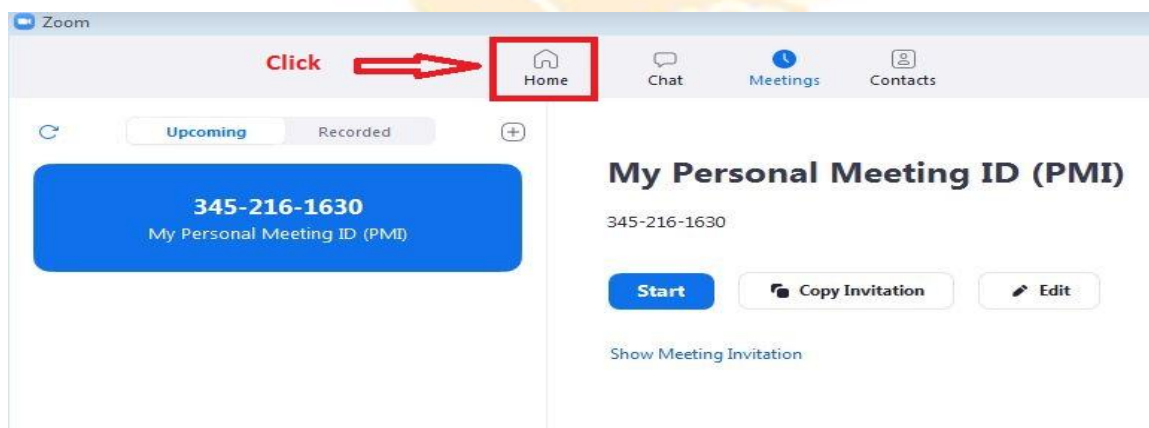 Zoom
Click
Home
Chat
Meetings
Contacts
Upcoming
Recorded
345-216-1630
My Personal Meeting ID (PMI)
My Personal Meeting ID (PMI)
345-216-1630
Start
Copy Invitation
Edit
Show Meeting Invitation